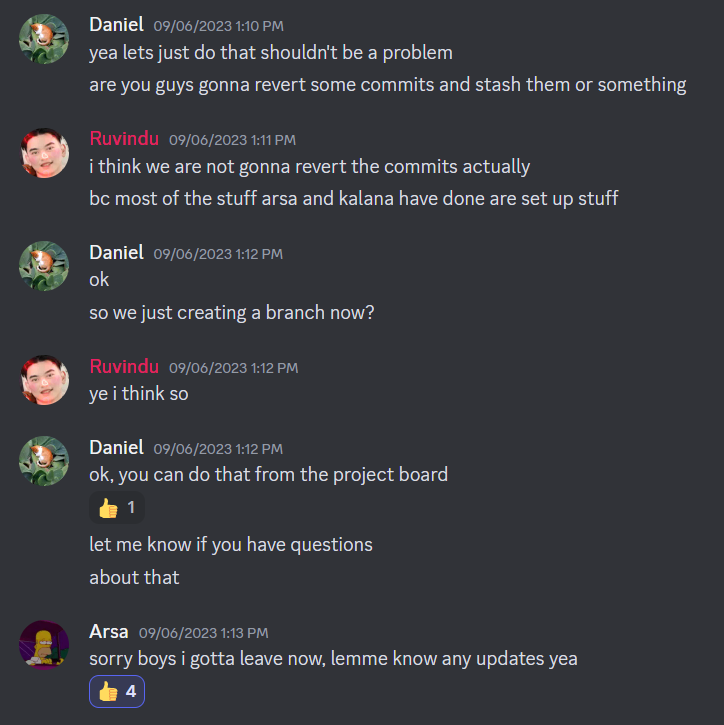 Daniel 09/06/2023 1:10 PM
yea lets just do that shouldn't be a problem
are you guys gonna revert some commits and stash them or something
Ruvindu 09/06/2023 1:11 PM
i think we are not gonna revert the commits actually
bc most of the stuff arsa and kalana have done are set up stuff
Daniel 09/06/2023 1:12 PM
ok
so we just creating a branch now?
Ruvindu 09/06/2023 1:12 PM
ye i think so
Daniel 09/06/2023 1:12 PM
ok, you can do that from the project board
👍 1
let me know if you have questions
about that
Arsa 09/06/2023 1:13 PM
sorry boys i gotta leave now, lemme know any updates yea
👍 4